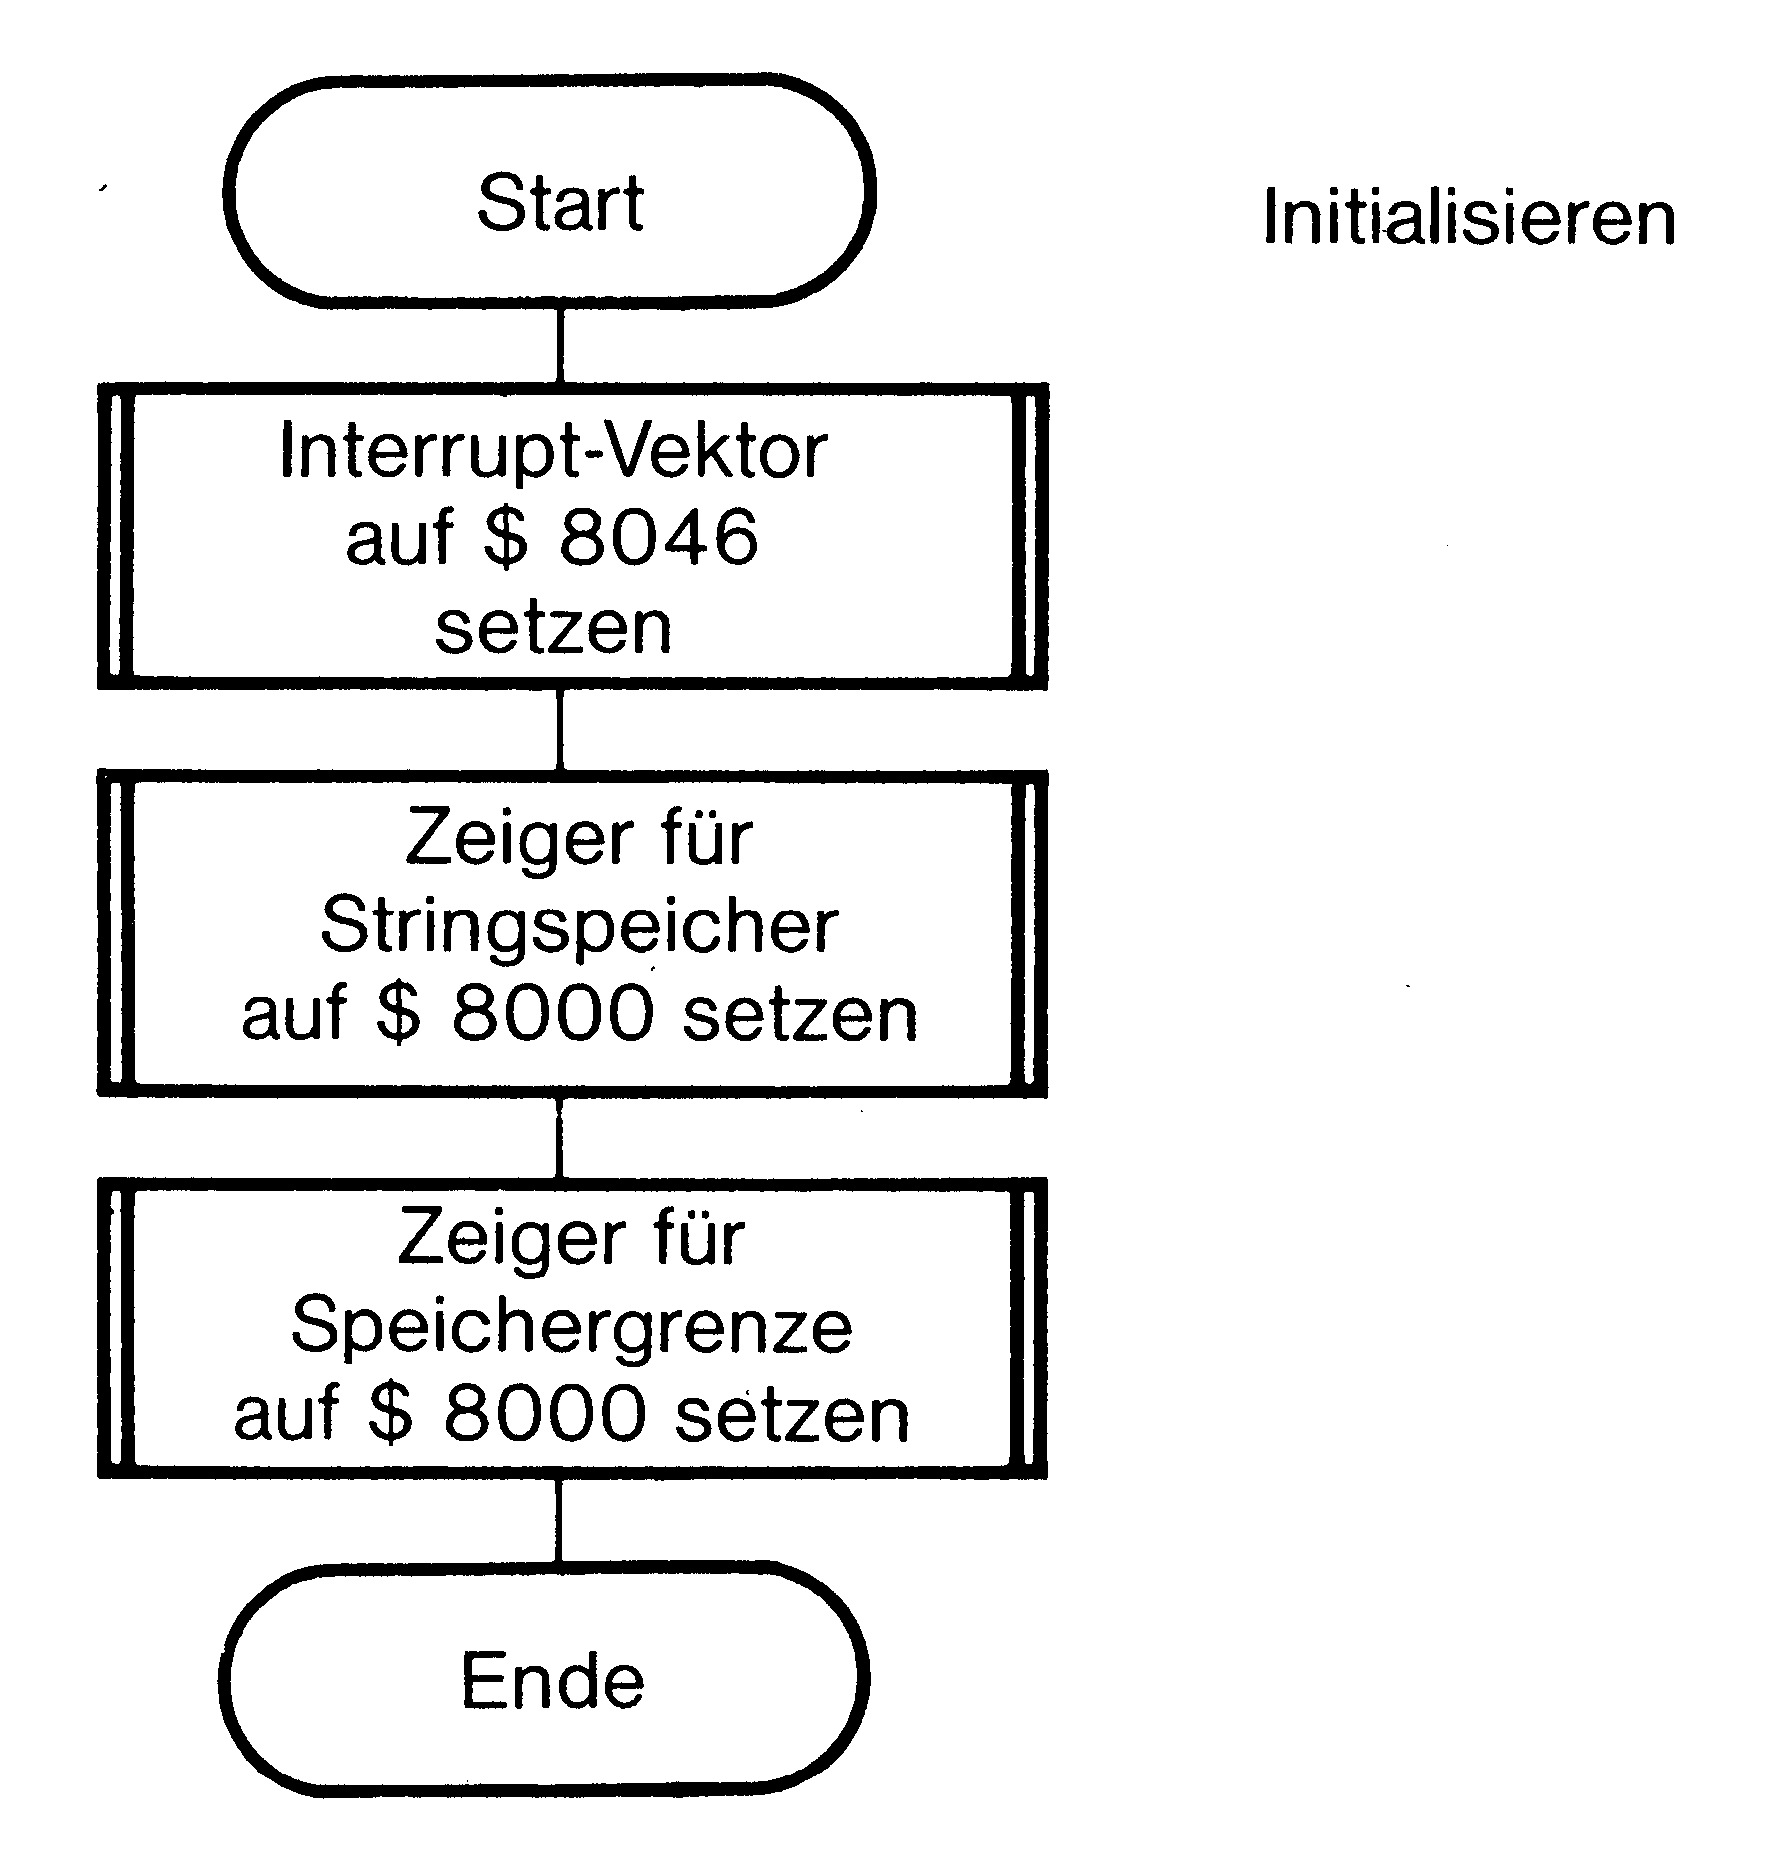 Start
Initialisieren
Interrupt-Vektor
auf $ 8046
setzen
Zeiger für
Stringspeicher
auf $ 8000 setzen
Zeiger für
Speichergrenze
auf $ 8000 setzen
Ende